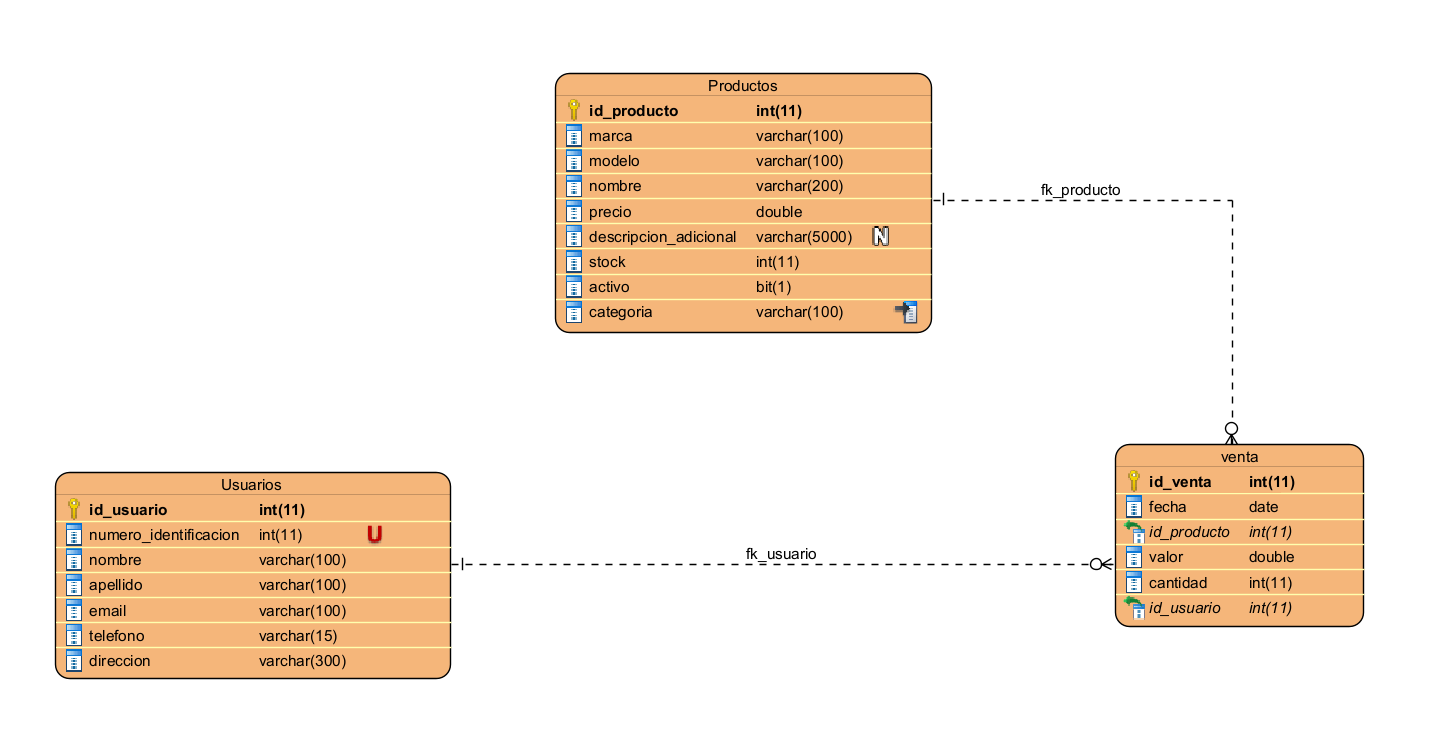 Productos
id_producto int(11)
marca varchar(100)
modelo varchar(100)
nombre varchar(200)
precio double
descripcion_adicional varchar(5000) N
stock int(11)
activo bit(1)
categoria varchar(100)
fk_producto
venta
id_venta int(11)
fecha date
id_producto int(11)
valor double
cantidad int(11)
id_usuario int(11)
Usuarios
id_usuario int(11)
numero_identificacion int(11) U
nombre varchar(100)
apellido varchar(100)
email varchar(100)
telefono varchar(15)
direccion varchar(300)
fk_usuario